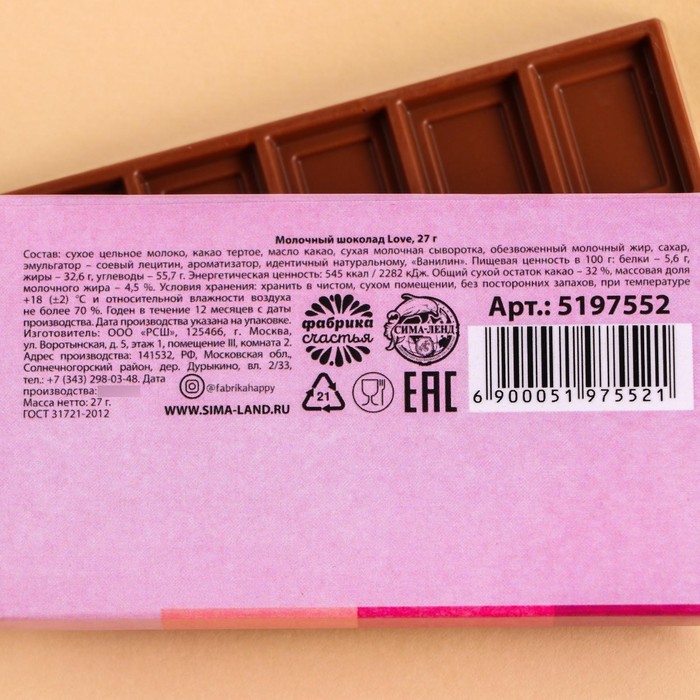 Молочный шоколад Love, 27 г
Состав: сухое цельное молоко, какао тертое, масло какао, сухая молочная сыворотка, обезвоженный молочный жир, сахар,
эмульгатор – соевый лецитин, ароматизатор, идентичный натуральному, «Ванилин». Пищевая ценность в 100 г: белки – 5,6 г,
жиры – 32,6 г, углеводы – 55,7 г. Энергетическая ценность: 545 ккал / 2282 кДж. Общий сухой остаток какао – 32 %, массовая доля
молочного жира – 4,5 %. Условия хранения: хранить в чистом, сухом помещении, без посторонних запахов, при температуре
+18 (±2) °С и относительной влажности воздуха
не более 70 %. Годен в течение 12 месяцев с даты
производства. Дата производства указана на упаковке.
Изготовитель: ООО «РСШ», 125466, г. Москва,
ул. Воротынская, д. 5, этаж 1, помещение III, комната 2.
Адрес производства: 141532, РФ, Московская обл.,
Солнечногорский район, дер. Дурыкино, вл. 2/33,
тел.: +7 (343) 298-03-48. Дата
производства:
Масса нетто: 27 г.
ГОСТ 31721-2012
@fabrikahappy
WWW.SIMA-LAND.RU
фабрика
счастья
СИМА-ЛЕНД
21
EAC
Арт.: 5197552
6 900051 975521